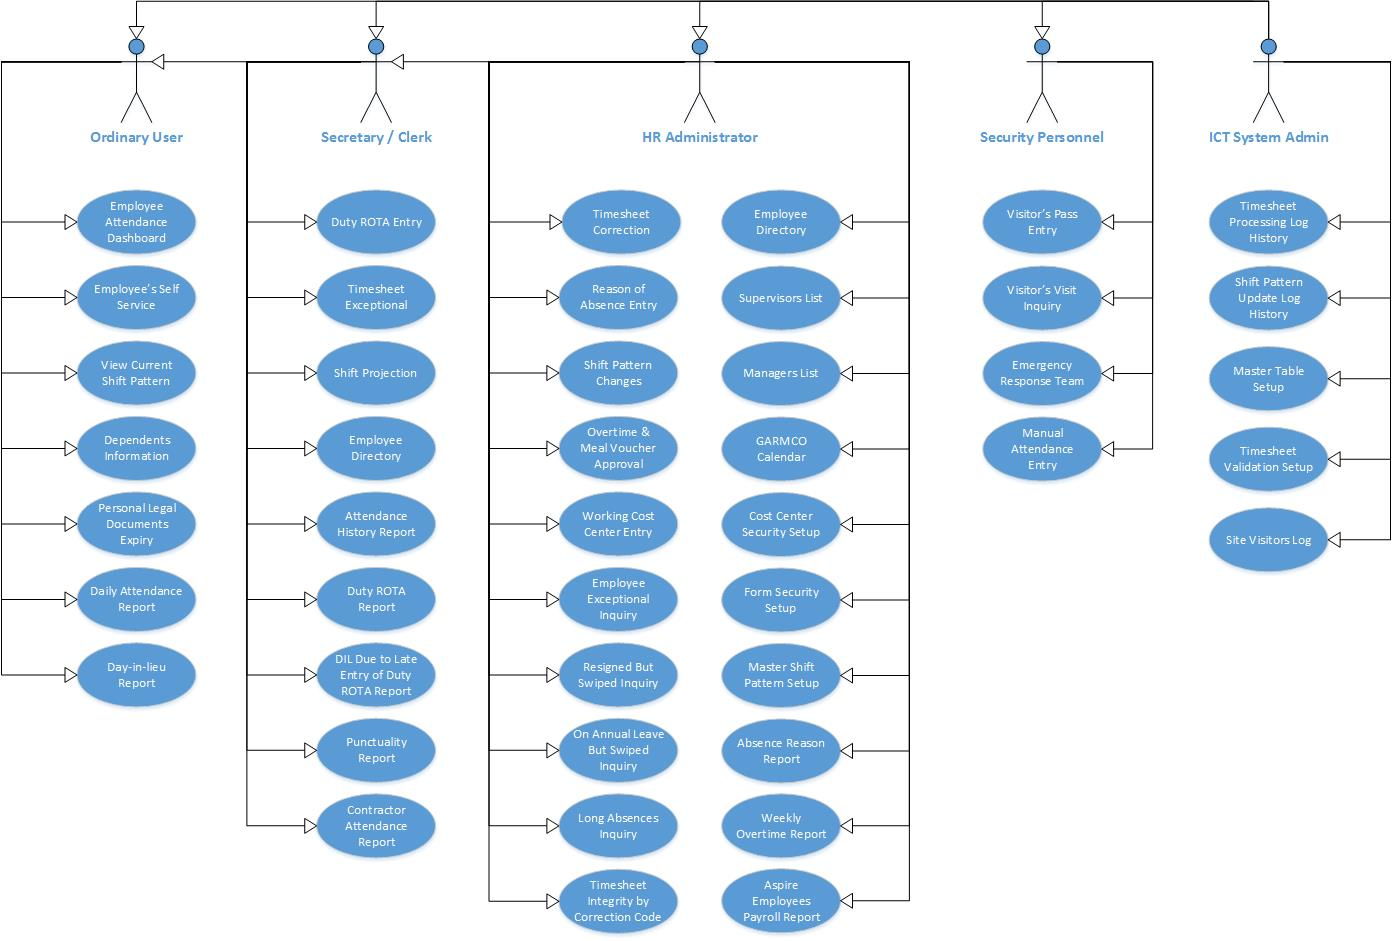 Ordinary User
Employee
Attendance
Dashboard
Employee's Self
Service
View Current
Shift Pattern
Dependents
Information
Personal Legal
Documents
Expiry
Daily Attendance
Report
Day-in-lieu
Report
Secretary / Clerk
Duty ROTA Entry
Timesheet
Exceptional
Shift Projection
Employee
Directory
Attendance
History Report
Duty ROTA
Report
DIL Due to Late
Entry of Duty
ROTA Report
Punctuality
Report
Contractor
Attendance
Report
HR Administrator
Timesheet
Correction
Reason of
Absence Entry
Shift Pattern
Changes
Overtime &
Meal Voucher
Approval
Working Cost
Center Entry
Employee
Exceptional
Inquiry
Resigned But
Swiped Inquiry
On Annual Leave
But Swiped
Inquiry
Long Absences
Inquiry
Timesheet
Integrity by
Correction Code
Employee
Directory
Supervisors List
Managers List
GARMCO
Calendar
Cost Center
Security Setup
Form Security
Setup
Master Shift
Pattern Setup
Absence Reason
Report
Weekly
Overtime Report
Aspire
Employees
Payroll Report
Security Personnel
Visitor's Pass
Entry
Visitor's Visit
Inquiry
Emergency
Response Team
Manual
Attendance
Entry
ICT System Admin
Timesheet
Processing Log
History
Shift Pattern
Update Log
History
Master Table
Setup
Timesheet
Validation Setup
Site Visitors Log